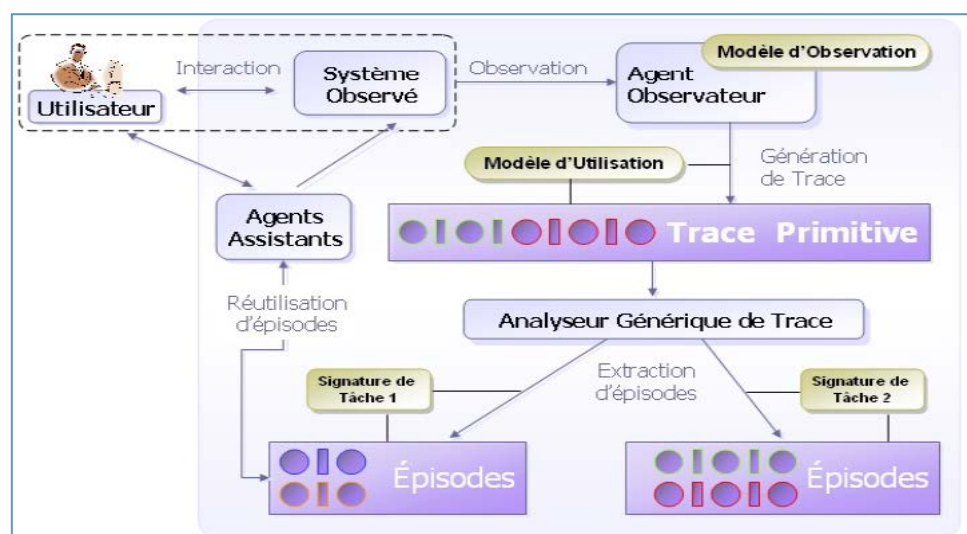 Utilisateur
Interaction
Système
Observé
Observation
Agent
Observateur
Modèle d'Observation
Modèle d'Utilisation
Génération
de Trace
Agents
Assistants
Trace Primitive
Réutilisation
d'épisodes
Analyseur Générique de Trace
Signature de
Tâche 1
Extraction
d'épisodes
Signature de
Tâche 2
Épisodes
Épisodes